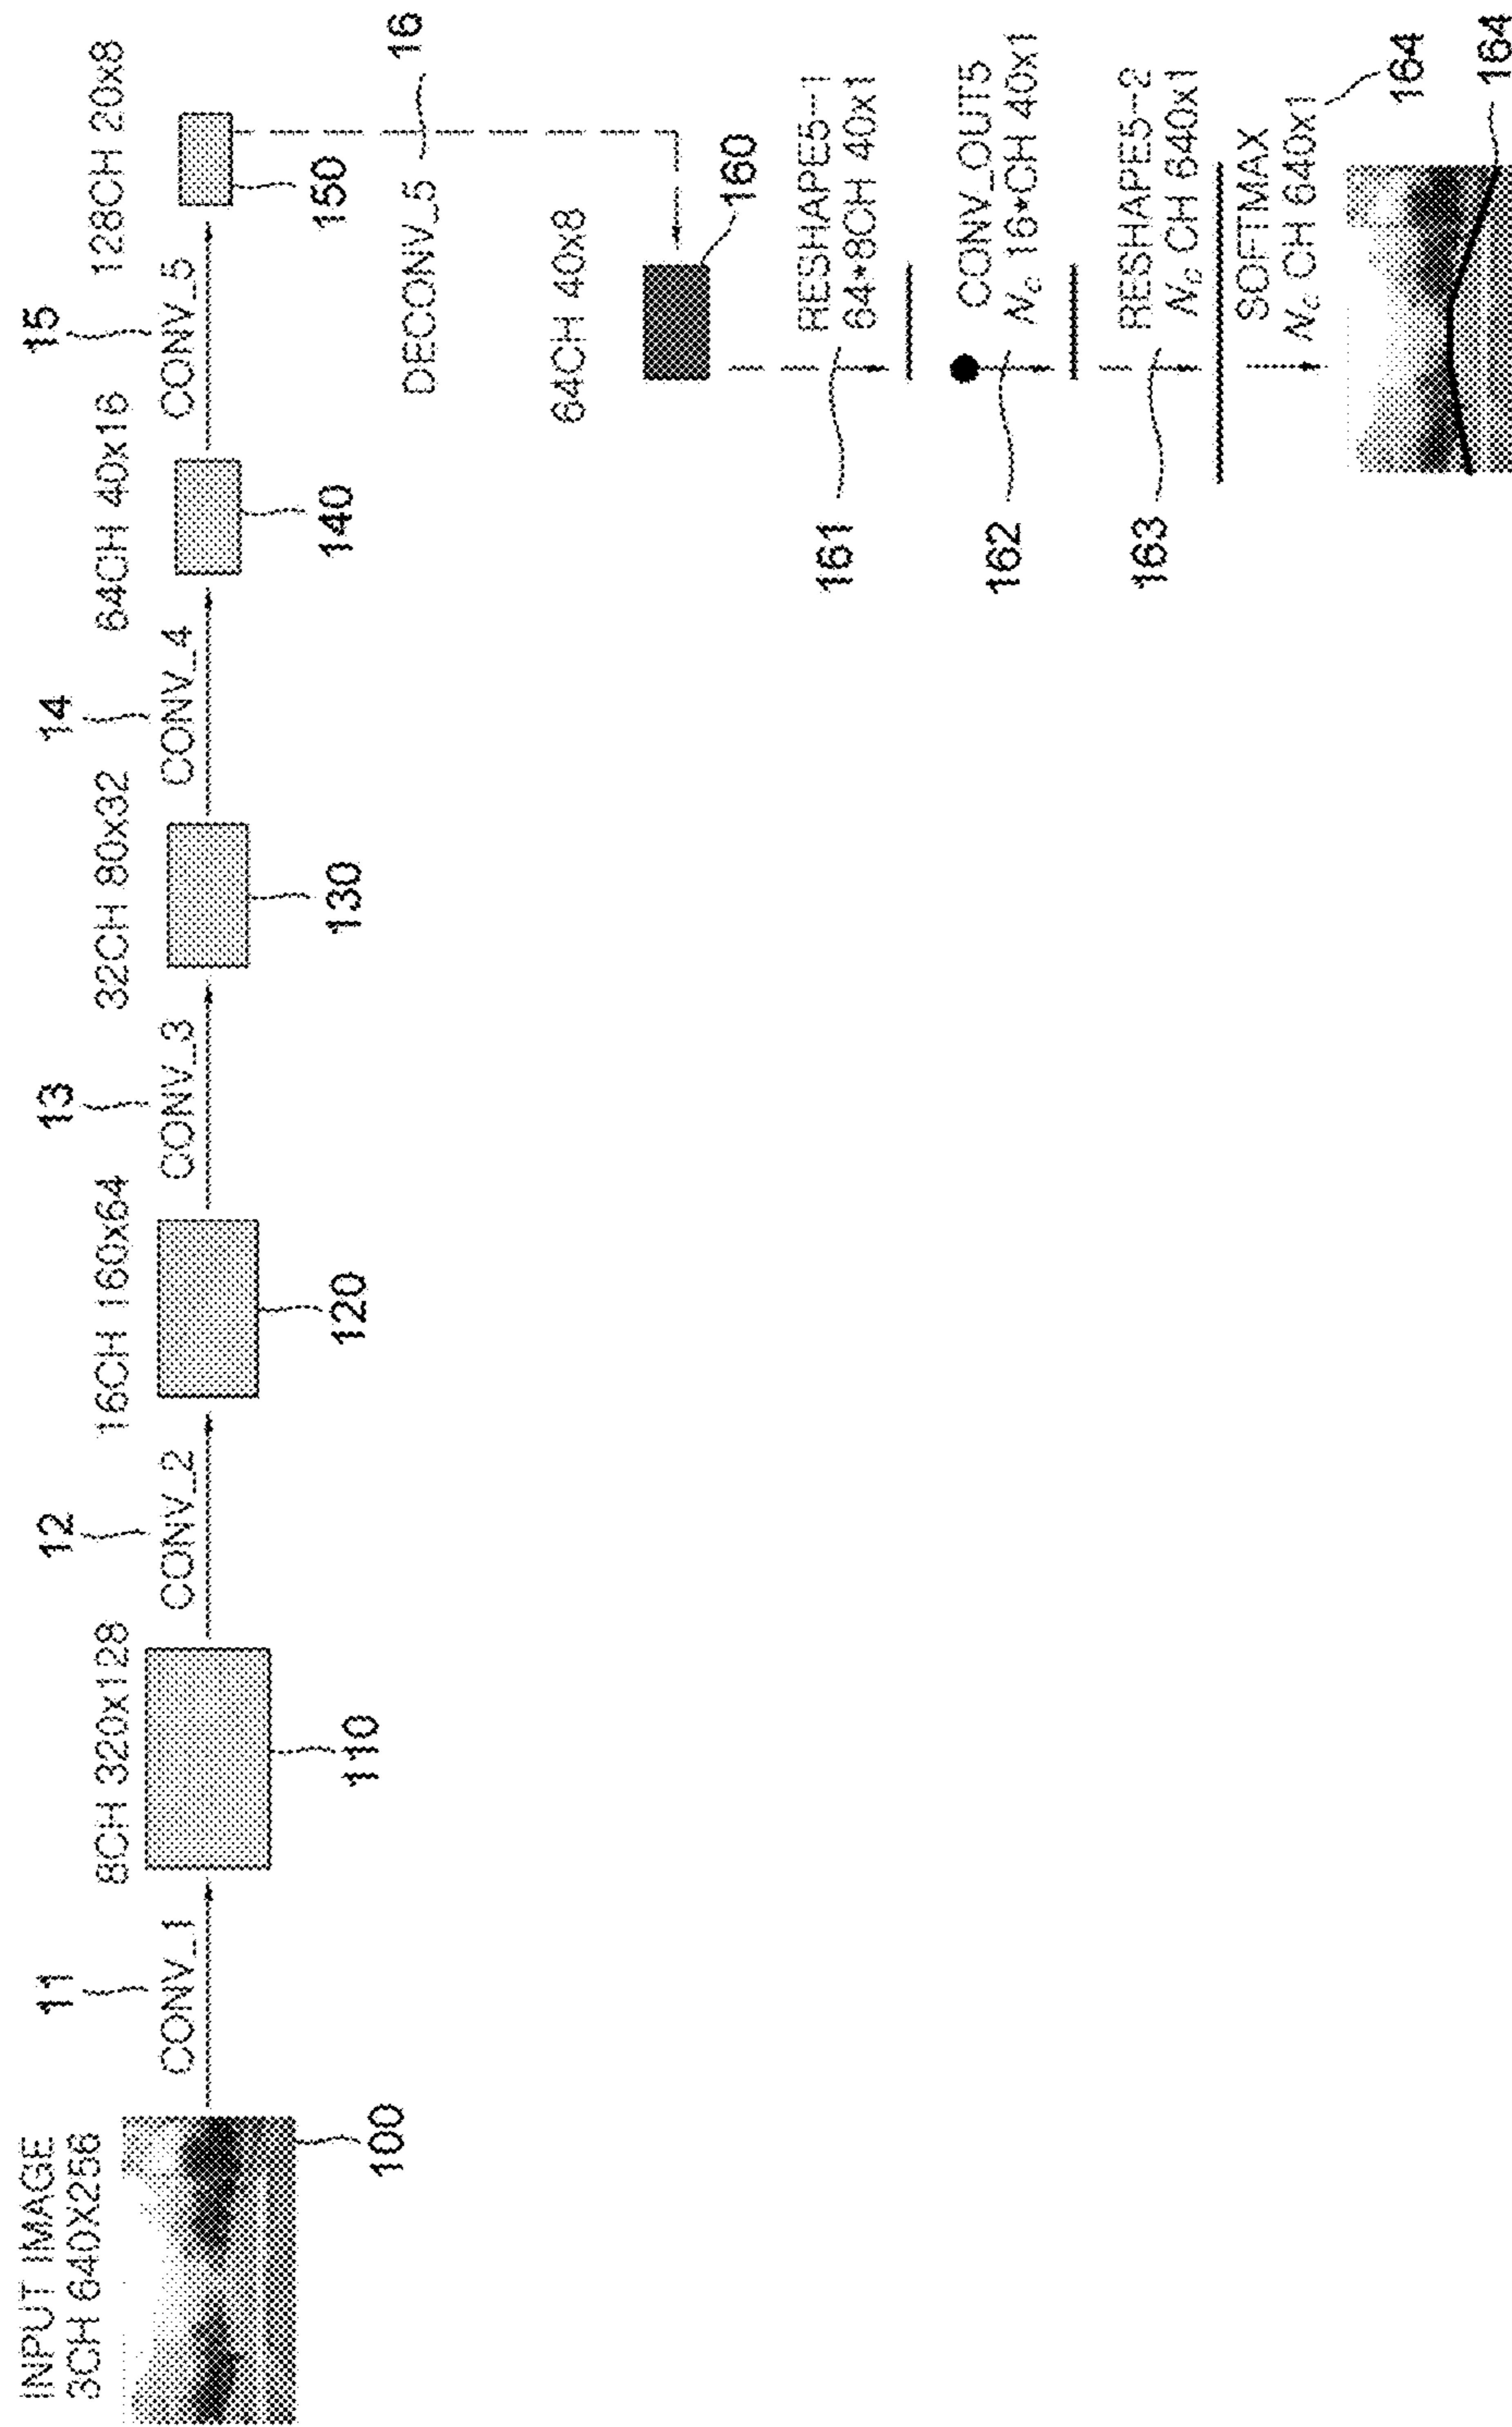 INPUT IMAGE
3CH 640X256
100
11
CONV_1
8CH 320x128
110
12
CONV_2
16CH 160x64
120
13
CONV_3
32CH 80x32
130
14
CONV_4
64CH 40x16
140
15
CONV_5
128CH 20x8
150
16
DECONV_5
64CH 40x8
160
161
RESHAPE5-1
64*8CH 40x1
162
CONV_OUT5
Nc 16*CH 40x1
163
RESHAPE5-2
Nc CH 640x1
SOFTMAX
Nc CH 640x1
164
164